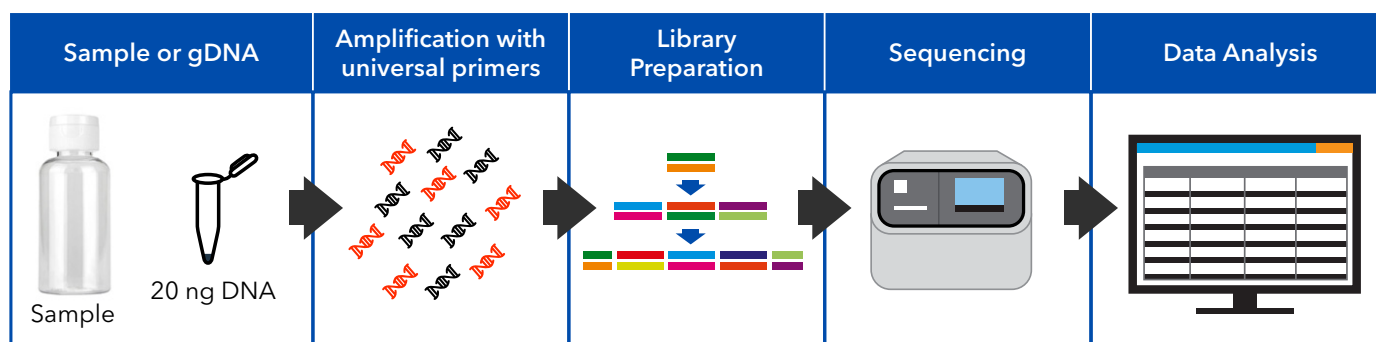 Sample or gDNA
Amplification with
universal primers
Library
Preparation
Sequencing
Data Analysis
Sample
20 ng DNA